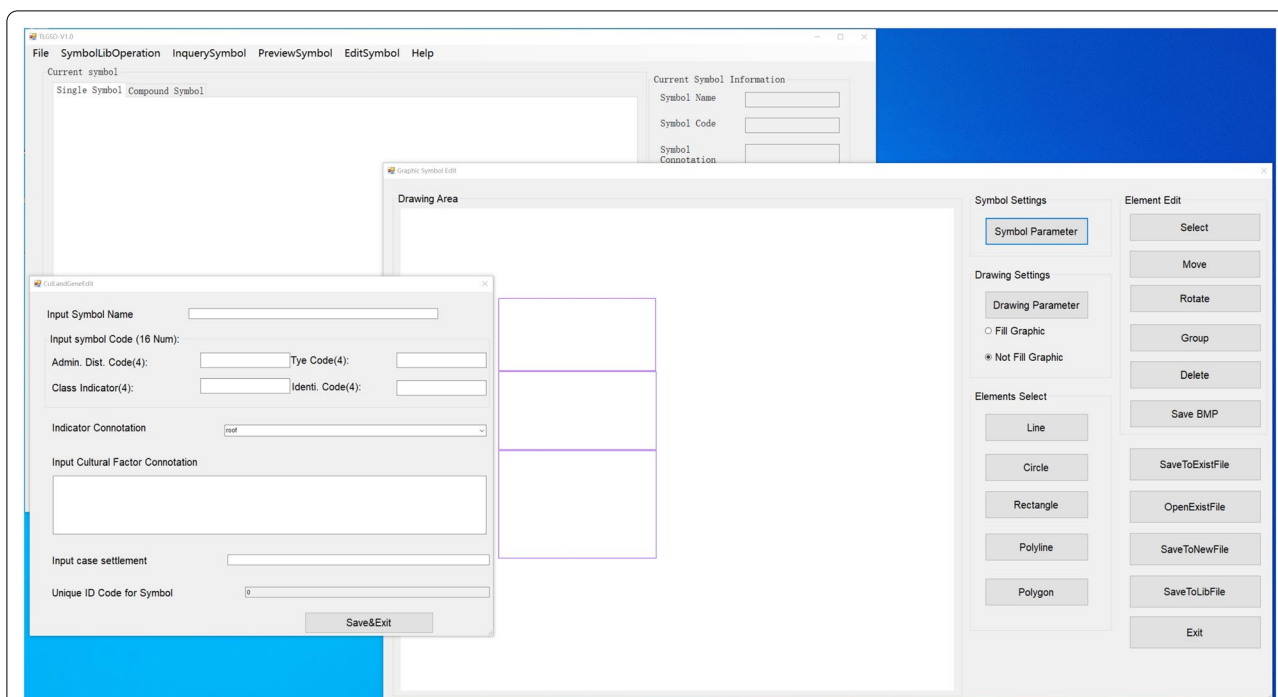 TLGSO-V1.0
File SymbolLibOperation InquerySymbol PreviewSymbol EditSymbol Help
Current symbol
Single Symbol Compound Symbol
Current Symbol Information
Symbol Name
Symbol Code
Symbol
Connotation
Graphic Symbol Edit
Drawing Area
Symbol Settings
Symbol Parameter
Drawing Settings
Drawing Parameter
Fill Graphic
Not Fill Graphic
Elements Select
Line
Circle
Rectangle
Polyline
Polygon
Element Edit
Select
Move
Rotate
Group
Delete
Save BMP
SaveToExistFile
OpenExistFile
SaveToNewFile
SaveToLibFile
Exit
CulLandGeneEdit
Input Symbol Name
Input symbol Code (16 Num):
Admin. Dist. Code(4): Tye Code(4):
Class Indicator(4): Identi. Code(4):
Indicator Connotation roof
Input Cultural Factor Connotation
Input case settlement
Unique ID Code for Symbol 0
Save&Exit